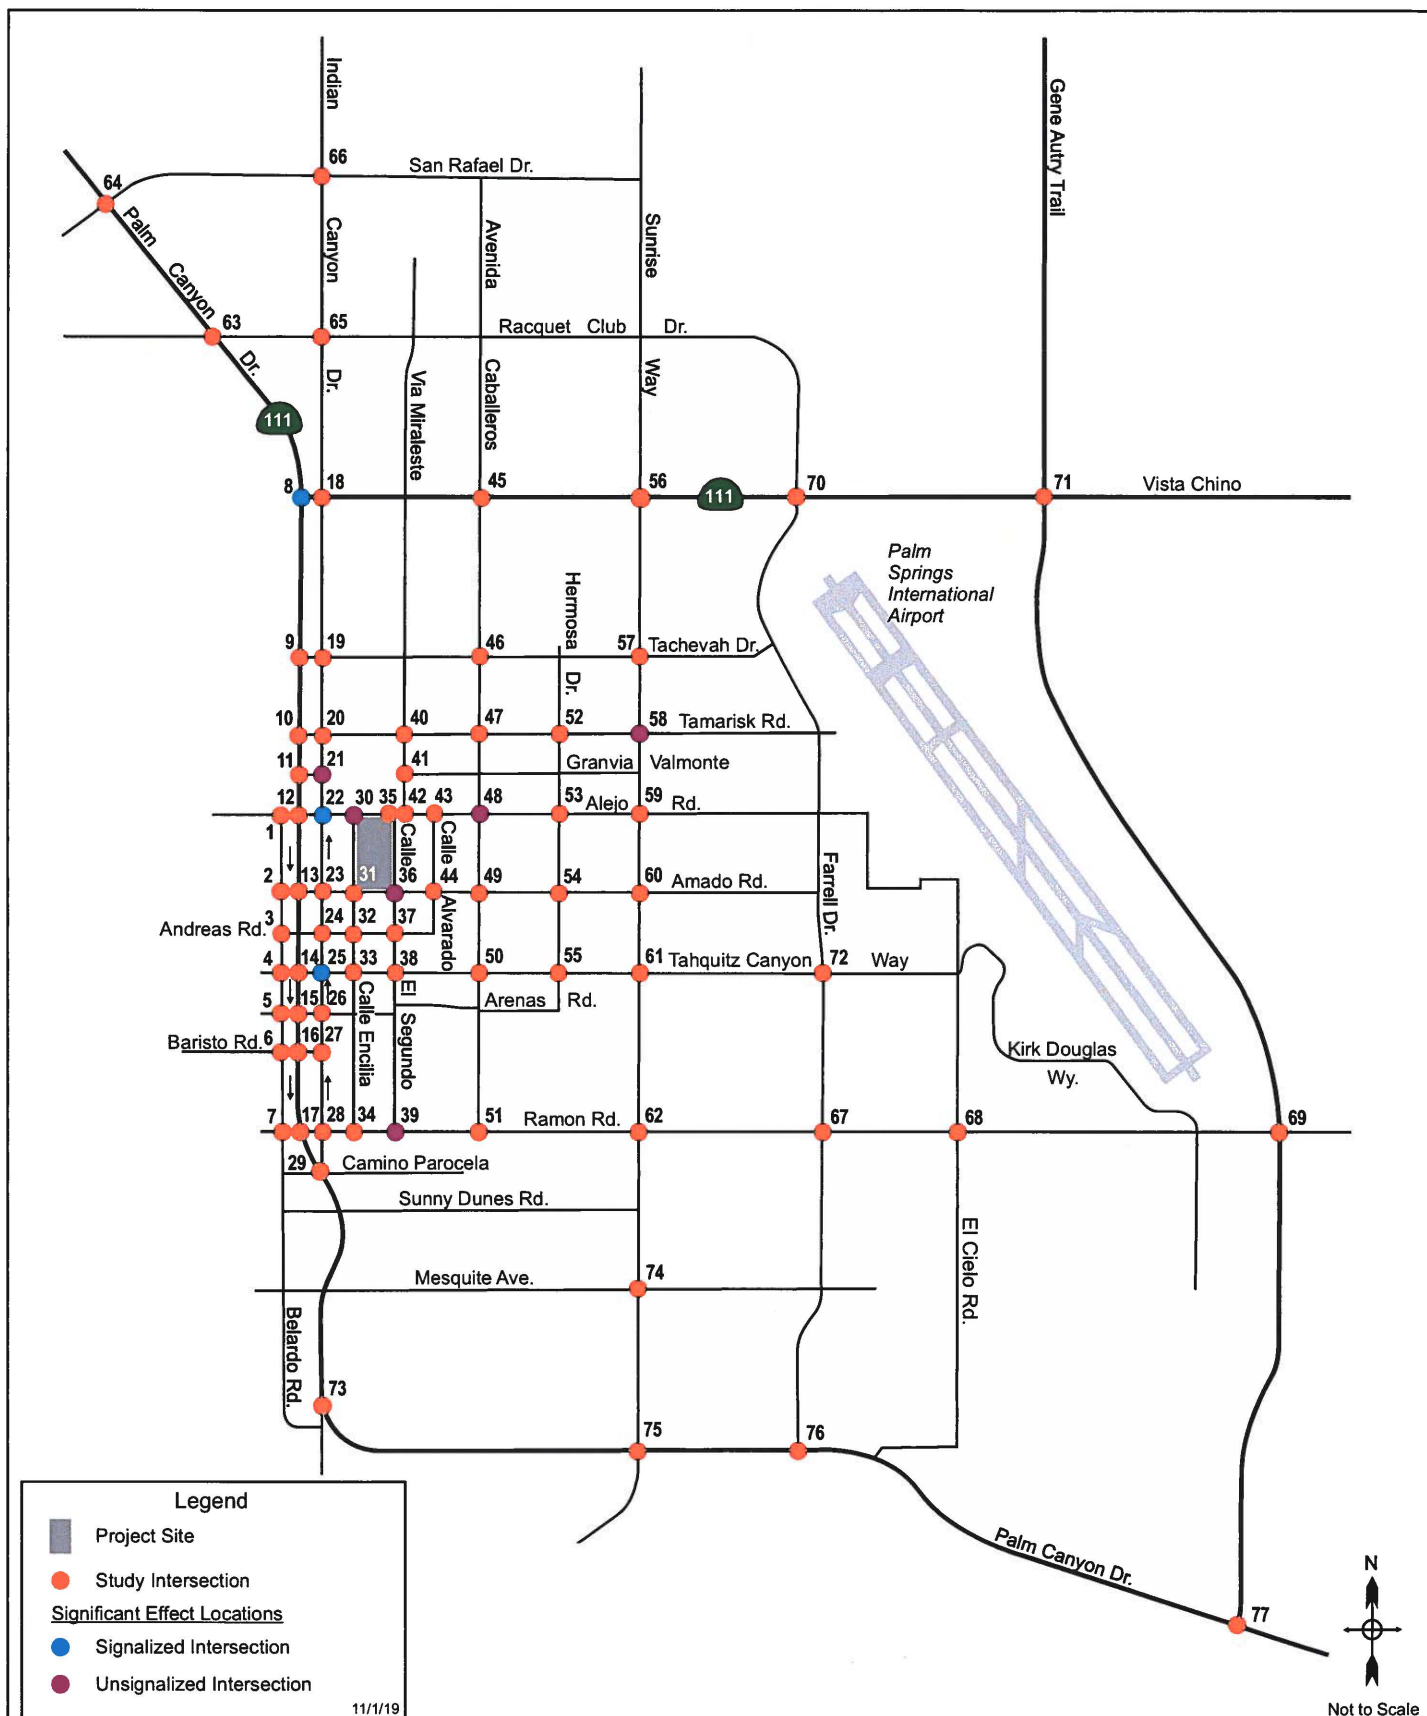 Indian
Gene Autry Trail
66
San Rafael Dr.
64
Palm
Canyon
Avenida
Sunrise
Canyon
63
65
Racquet Club Dr.
Dr.
Dr.
Via Miraleste
Caballeros
Way
111
8
18
45
56
111
70
71
Vista Chino
Palm
Springs
International
Airport
Hermosa
9
19
46
57
Tachevah Dr.
Dr.
10
20
40
47
52
58
Tamarisk Rd.
11
21
41
Granvia Valmonte
12
22
30
35
42
43
48
53
Alejo
59
Rd.
1
Calle
Calle
2
13
23
31
36
44
49
54
60
Amado Rd.
Farrell Dr.
Alvarado
Andreas Rd.
3
24
32
37
4
14
25
33
38
50
55
61
Tahquitz Canyon
72
Way
5
15
26
El
Arenas Rd.
Calle Encilia
Segundo
Baristo Rd.
6
16
27
Kirk Douglas
Wy.
7
17
28
34
39
51
Ramon Rd.
62
67
68
69
29
Camino Parocela
Sunny Dunes Rd.
El Cielo Rd.
Mesquite Ave.
74
Belardo Rd.
73
75
76
Palm Canyon Dr.
77
Legend
Project Site
Study Intersection
Significant Effect Locations
Signalized Intersection
Unsignalized Intersection
11/1/19
N
Not to Scale